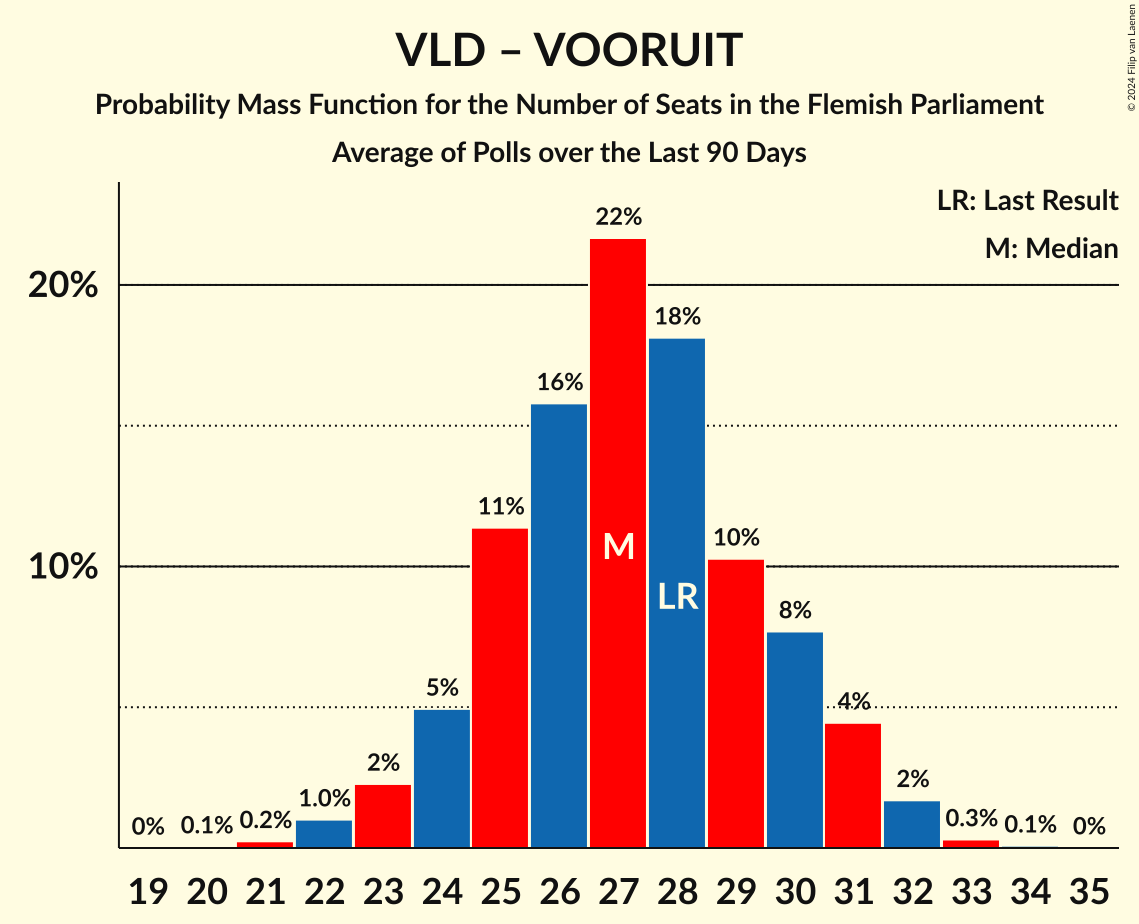 VLD – VOORUIT
Probability Mass Function for the Number of Seats in the Flemish Parliament
Average of Polls over the Last 90 Days
© 2024 Filip van Laenen
LR: Last Result
M: Median
20%
10%
0%
0.1%
0.2%
1.0%
2%
5%
11%
16%
22%
18%
10%
8%
4%
2%
0.3%
0.1%
0%
M
LR
19 20 21 22 23 24 25 26 27 28 29 30 31 32 33 34 35